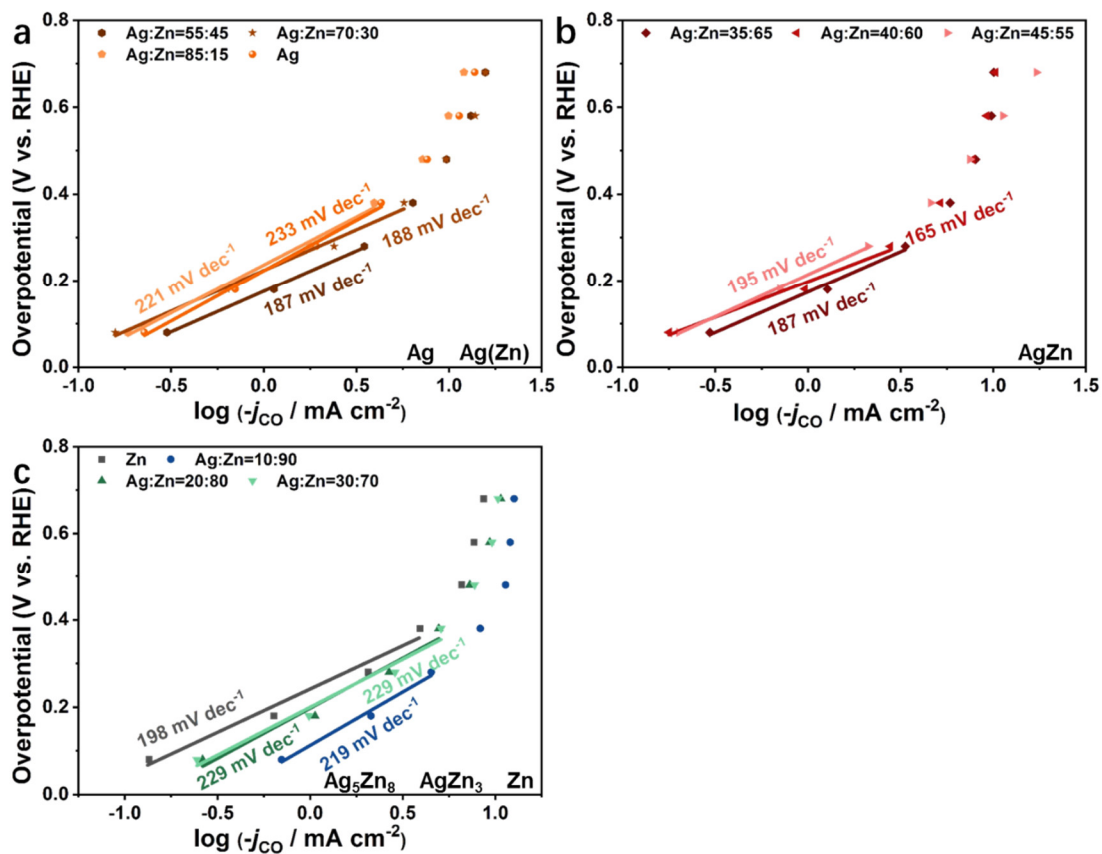 a
Ag:Zn=55:45 Ag:Zn=70:30
Ag:Zn=85:15 Ag
Overpotential (V vs. RHE)
0.8
0.6
0.4
0.2
0.0
233 mV dec⁻¹
221 mV dec⁻¹
188 mV dec⁻¹
187 mV dec⁻¹
Ag Ag(Zn)
-1.0 -0.5 0.0 0.5 1.0 1.5
log (-jCO / mA cm⁻²)
b
Ag:Zn=35:65 Ag:Zn=40:60 Ag:Zn=45:55
Overpotential (V vs. RHE)
0.8
0.6
0.4
0.2
0.0
165 mV dec⁻¹
195 mV dec⁻¹
187 mV dec⁻¹
AgZn
-1.0 -0.5 0.0 0.5 1.0 1.5
log (-jCO / mA cm⁻²)
c
Zn Ag:Zn=10:90
Ag:Zn=20:80 Ag:Zn=30:70
Overpotential (V vs. RHE)
0.8
0.6
0.4
0.2
0.0
198 mV dec⁻¹
229 mV dec⁻¹
229 mV dec⁻¹
219 mV dec⁻¹
Ag₅Zn₈ AgZn₃ Zn
-1.0 -0.5 0.0 0.5 1.0
log (-jCO / mA cm⁻²)